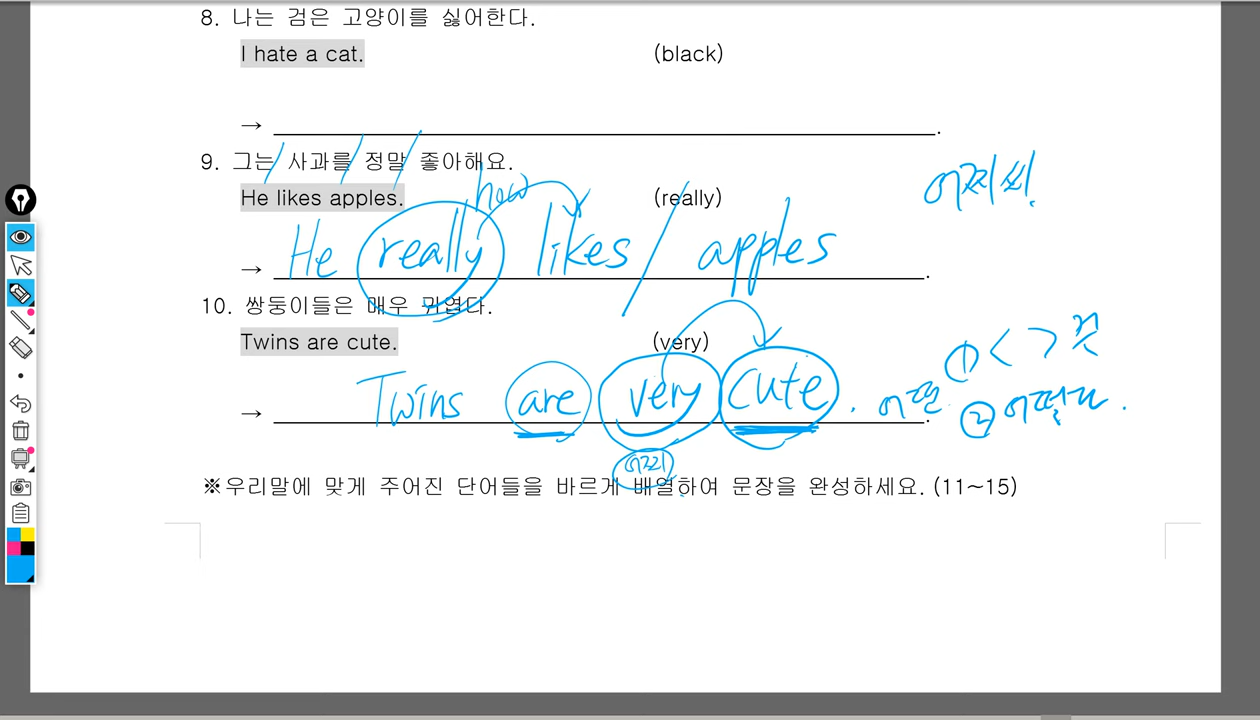 8. 나는 검은 고양이를 싫어한다.
I hate a cat. (black)
→ .
9. 그는 사과를 정말 좋아해요.
He likes apples. (really)
how
어찌씨.
→ He really likes / apples .
10. 쌍둥이들은 매우 귀엽다.
Twins are cute. (very)
① < > 것
→ Twins are very cute . 어떤 ② 어떻다 .
어찌
※우리말에 맞게 주어진 단어들을 바르게 배열하여 문장을 완성하세요. (11~15)